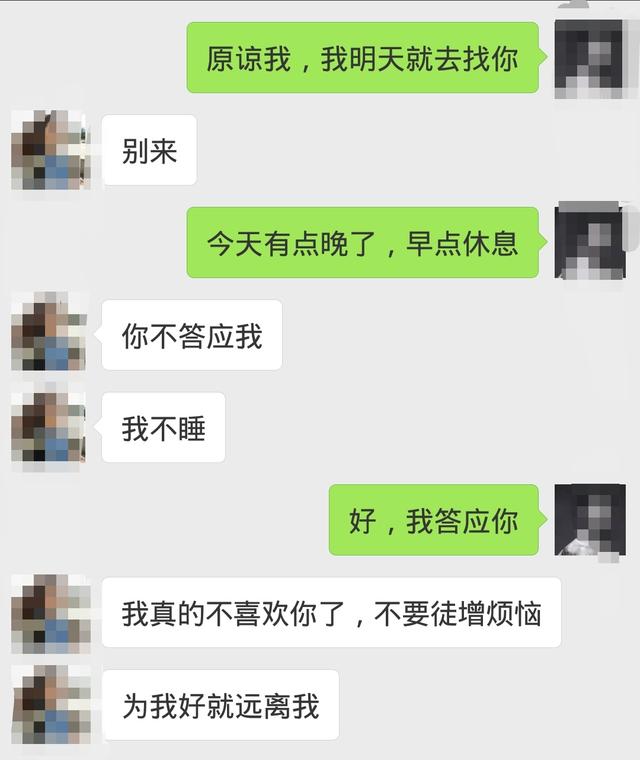 原谅我，我明天就去找你
别来
今天有点晚了，早点休息
你不答应我
我不睡
好，我答应你
我真的不喜欢你了，不要徒增烦恼
为我好就远离我